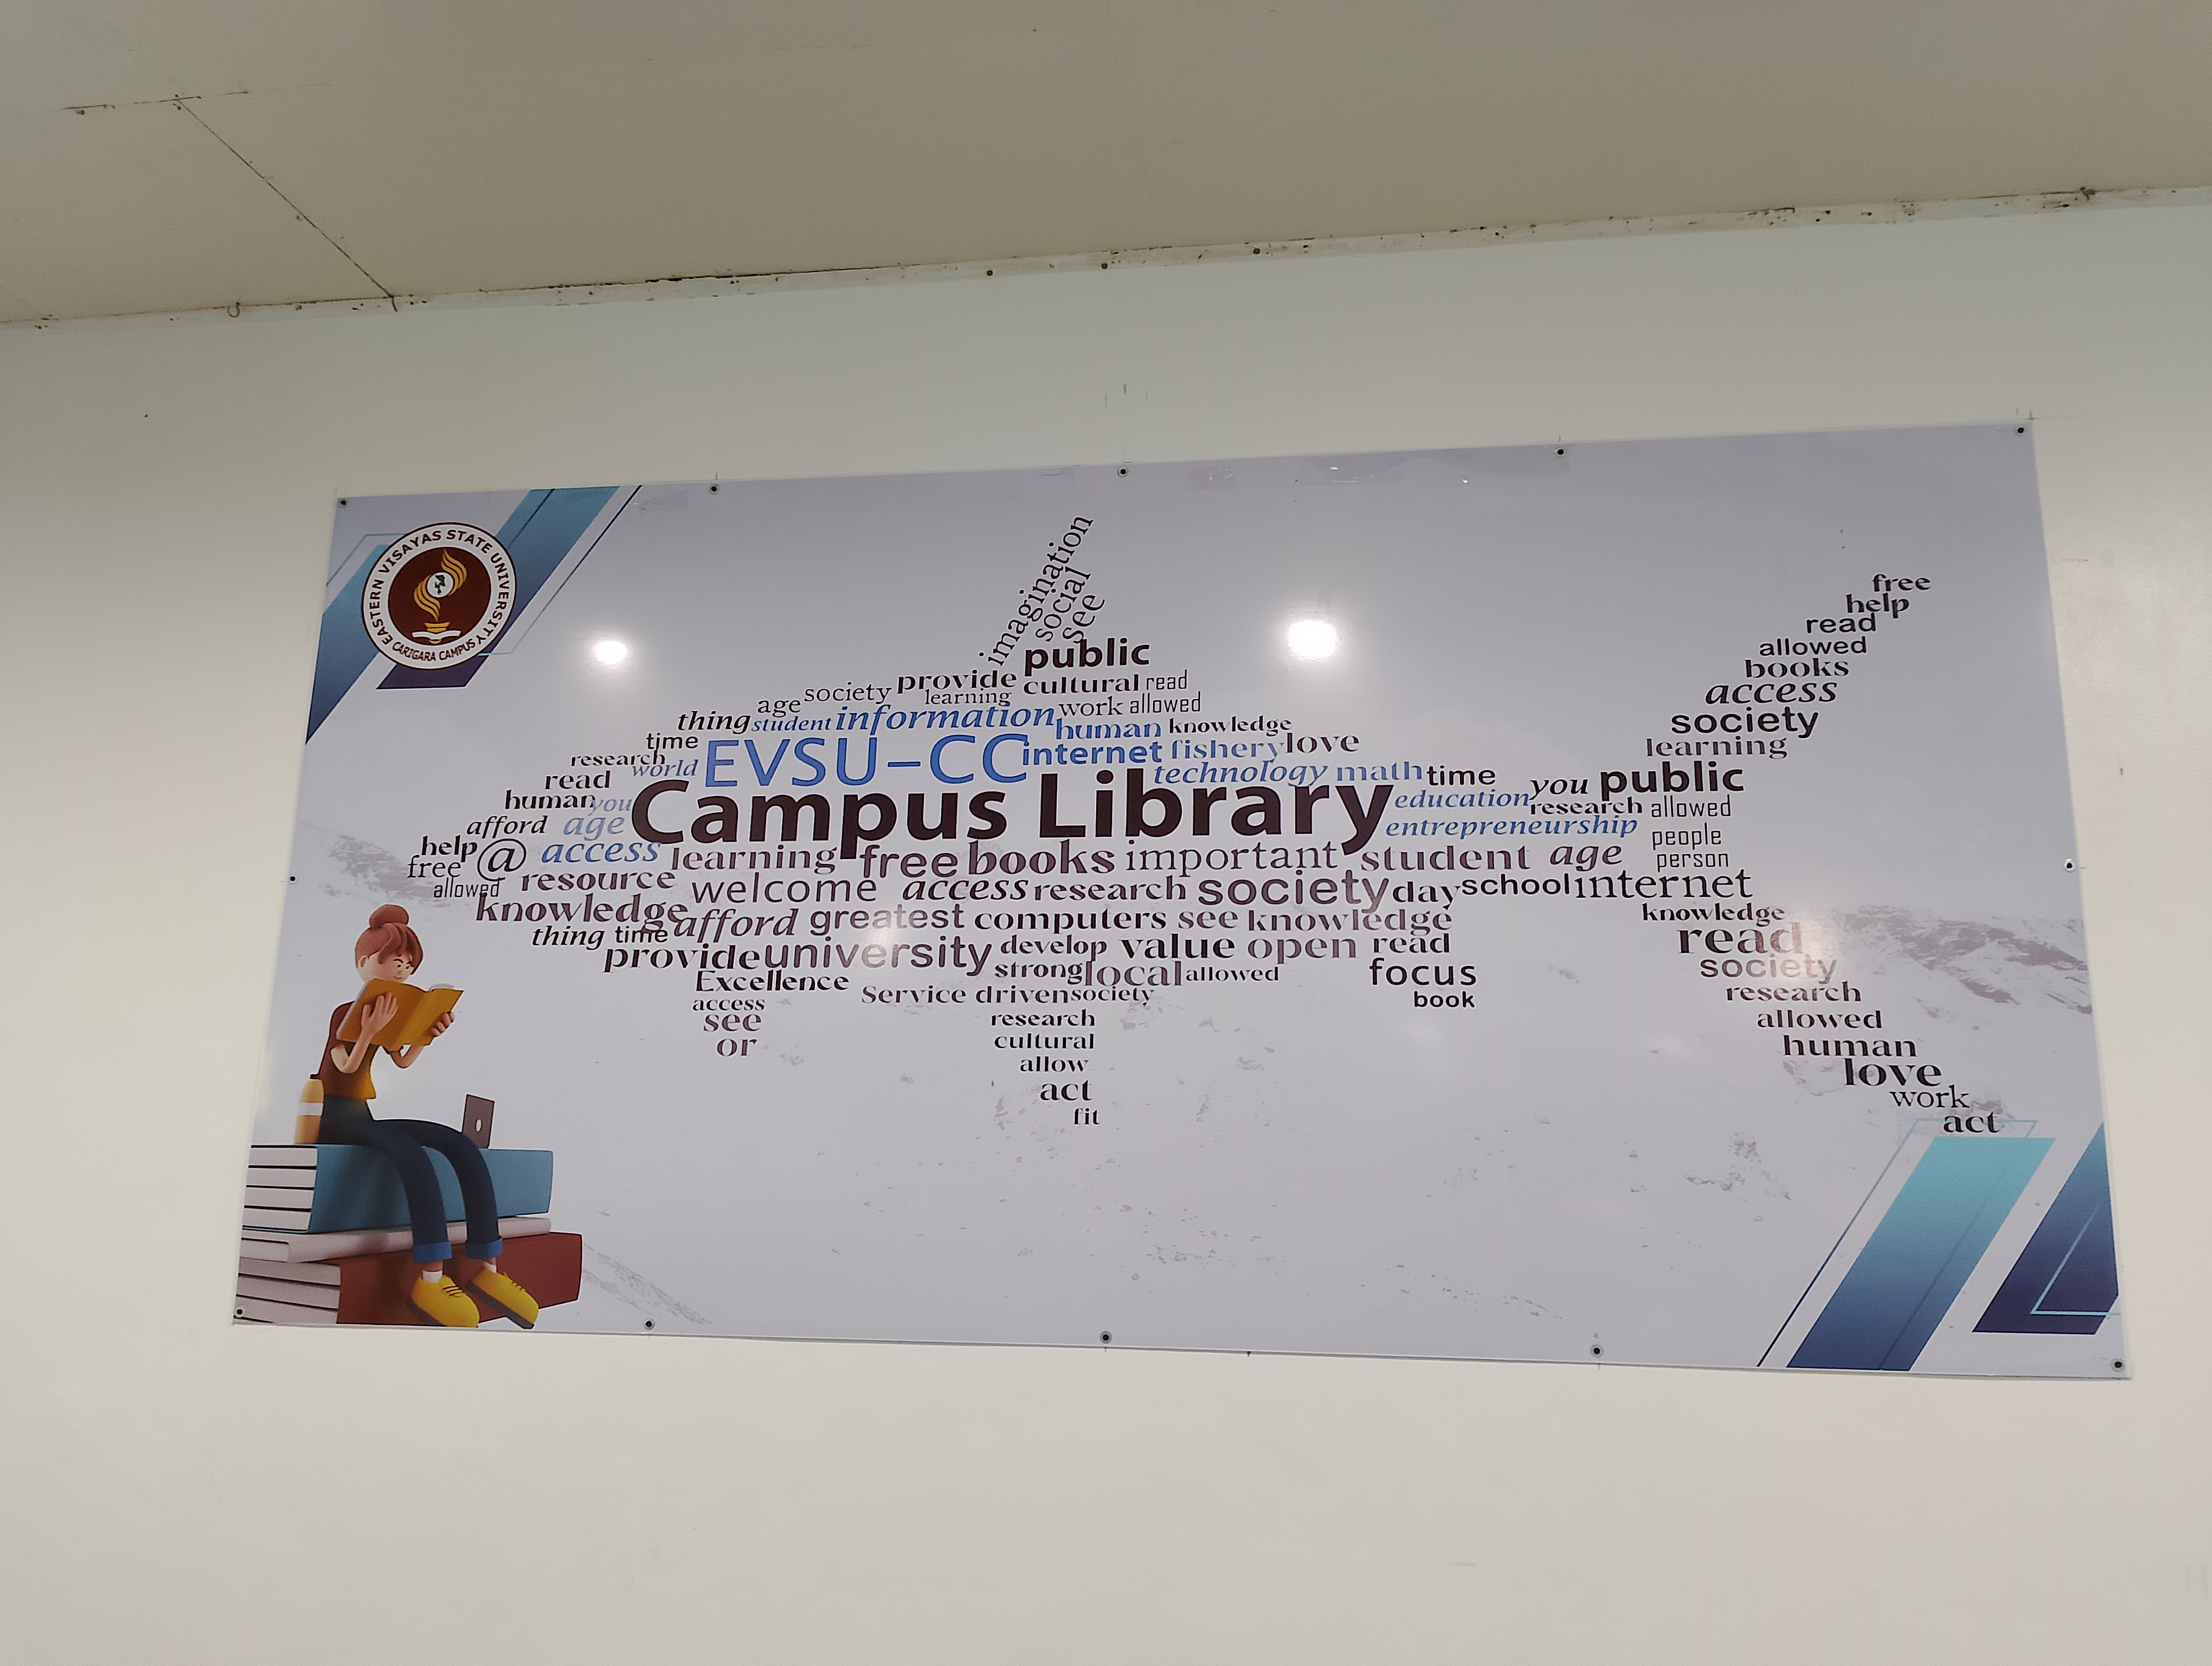 EASTERN VISAYAS STATE UNIVERSITY
CARIGARA CAMPUS
imagination
social
see
public
provide cultural read
age society learning work allowed
thing student information human knowledge
time EVSU-CC internet fishery love
research world technology math time
read
human you Campus Library education
afford age entrepreneurship
help @ access learning free books important student age
free
allowed resource welcome access research society day school internet
knowledge afford greatest computers see knowledge
thing time
provide university develop value open read
Excellence strong local allowed focus
access Service driven society book
see
or
research
cultural
allow
act
fit
free
help
read
allowed
books
access
society
learning
you public
research allowed
people
person
knowledge
read
society
research
allowed
human
love
work
act